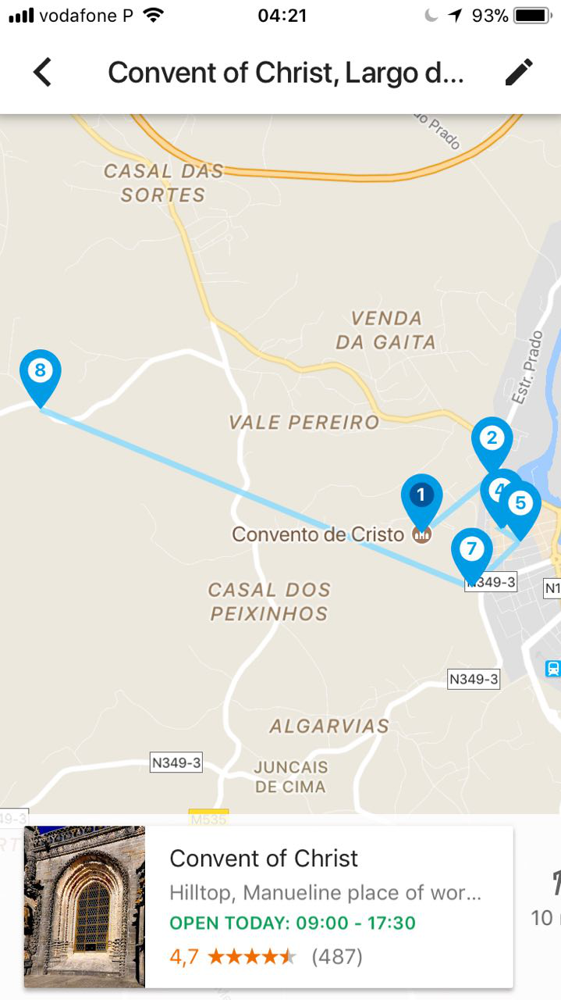 vodafone P
04:21
93%
Convent of Christ, Largo d...
do Prado
CASAL DAS
SORTES
VENDA
DA GAITA
Estr. Prado
8
VALE PEREIRO
2
1
4
5
Convento de Cristo
7
N349-3
N1
CASAL DOS
PEIXINHOS
N349-3
ALGARVIAS
N349-3
JUNCAIS
DE CIMA
49-3
M535
RT
Convent of Christ
Hilltop, Manueline place of wor...
OPEN TODAY: 09:00 - 17:30
4,7
(487)
10